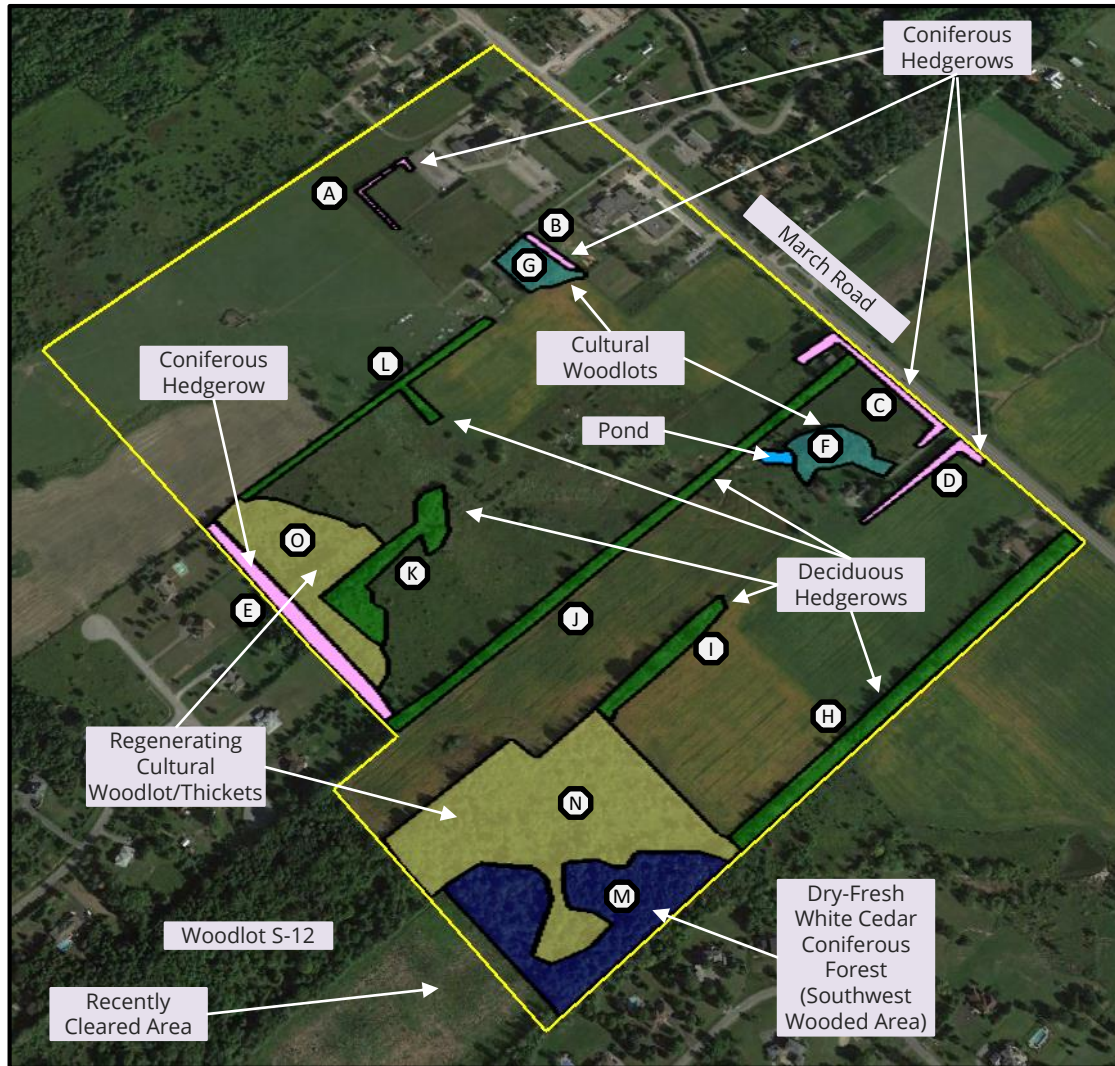 Coniferous
Hedgerows
A
B
G
March Road
Coniferous
Hedgerow
L
Cultural
Woodlots
C
Pond
F
D
O
K
E
J
Deciduous
Hedgerows
I
H
Regenerating
Cultural
Woodlot/Thickets
N
M
Dry-Fresh
White Cedar
Coniferous
Forest
(Southwest
Wooded Area)
Woodlot S-12
Recently
Cleared Area